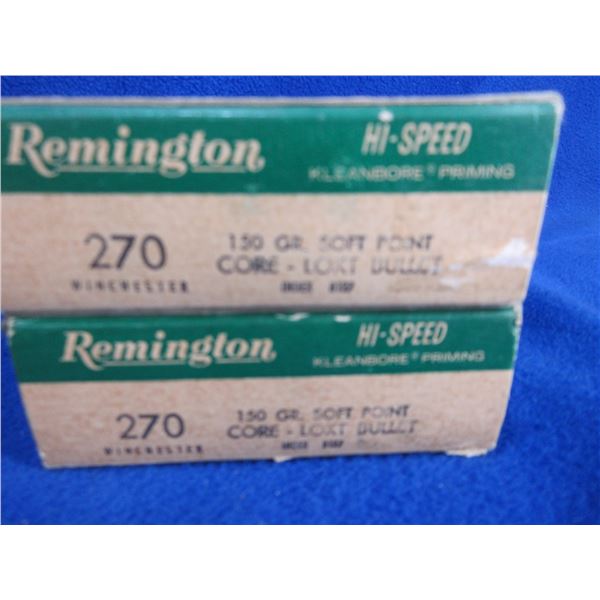 Remington HI-SPEED
KLEANBORE® PRIMING
270 150 GR. SOFT POINT
WINCHESTER CORE - LOKT BULLET
Remington HI-SPEED
KLEANBORE® PRIMING
270 150 GR. SOFT POINT
WINCHESTER CORE - LOKT BULLET